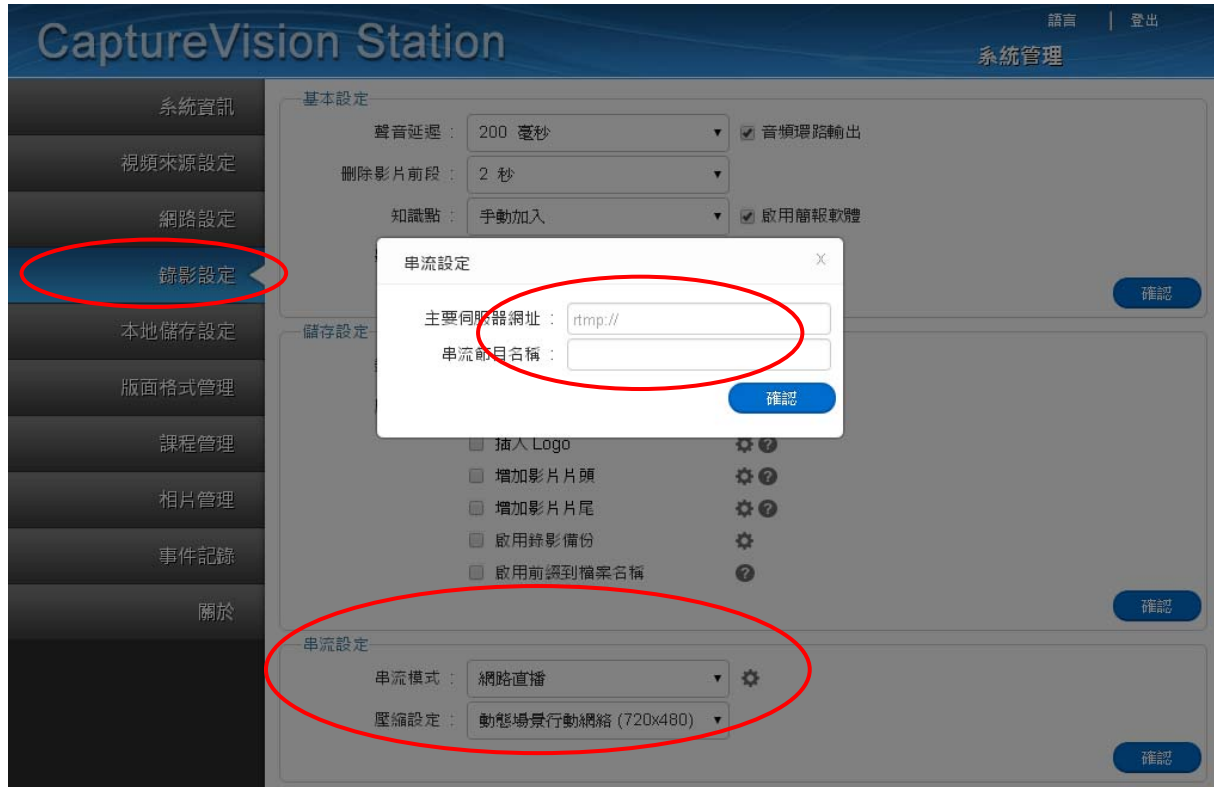 語言 | 登出
CaptureVision Station
系統管理
系統資訊
視頻來源設定
網路設定
錄影設定
本地儲存設定
版面格式管理
課程管理
相片管理
事件記錄
關於
基本設定
聲音延遲 : 200 毫秒 音頻環路輸出
刪除影片前段 : 2 秒
知識點 : 手動加入 啟用簡報軟體
確認
串流設定 X
主要伺服器網址 : rtmp://
串流節目名稱 :
確認
儲存設定
插入 Logo
增加影片片頭
增加影片片尾
啟用錄影備份
啟用前綴到檔案名稱
確認
串流設定
串流模式 : 網路直播
壓縮設定 : 動態場景行動網絡 (720x480)
確認